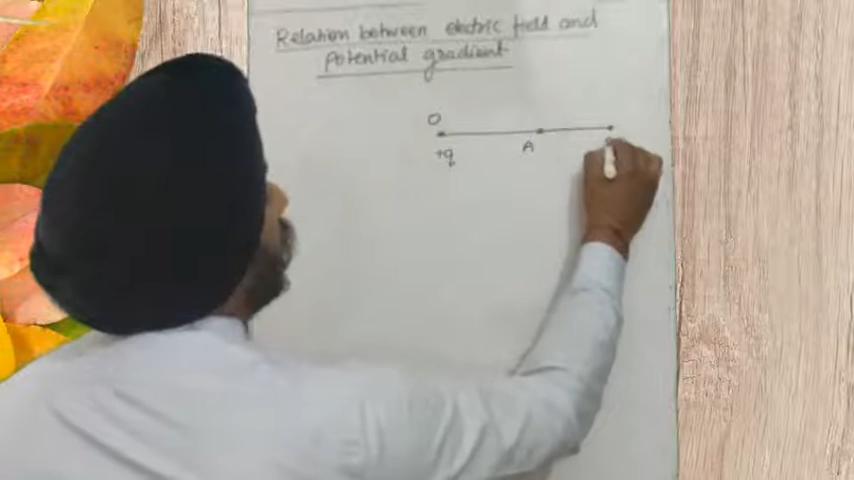 Relation between electric field and
Potential gradient
O
+q
A